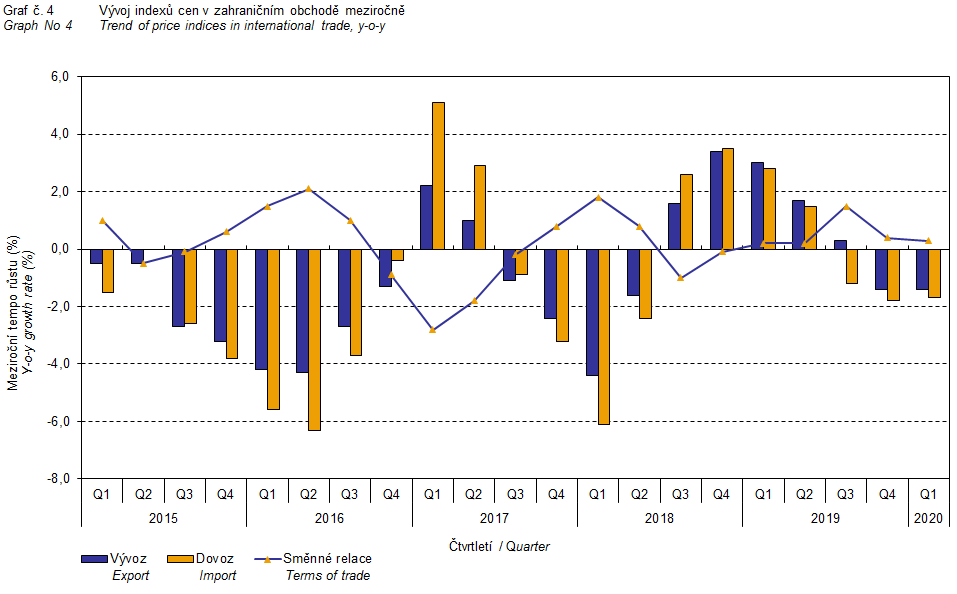 Graf č. 4 Vývoj indexů cen v zahraničním obchodě meziročně
Graph No 4 Trend of price indices in international trade, y-o-y
6,0
4,0
2,0
0,0
-2,0
-4,0
-6,0
-8,0
Meziroční tempo růstu (%)
Y-o-y growth rate (%)
Q1 Q2 Q3 Q4 Q1 Q2 Q3 Q4 Q1 Q2 Q3 Q4 Q1 Q2 Q3 Q4 Q1 Q2 Q3 Q4 Q1
2015 2016 2017 2018 2019 2020
Čtvrtletí / Quarter
Vývoz Dovoz Směnné relace
Export Import Terms of trade